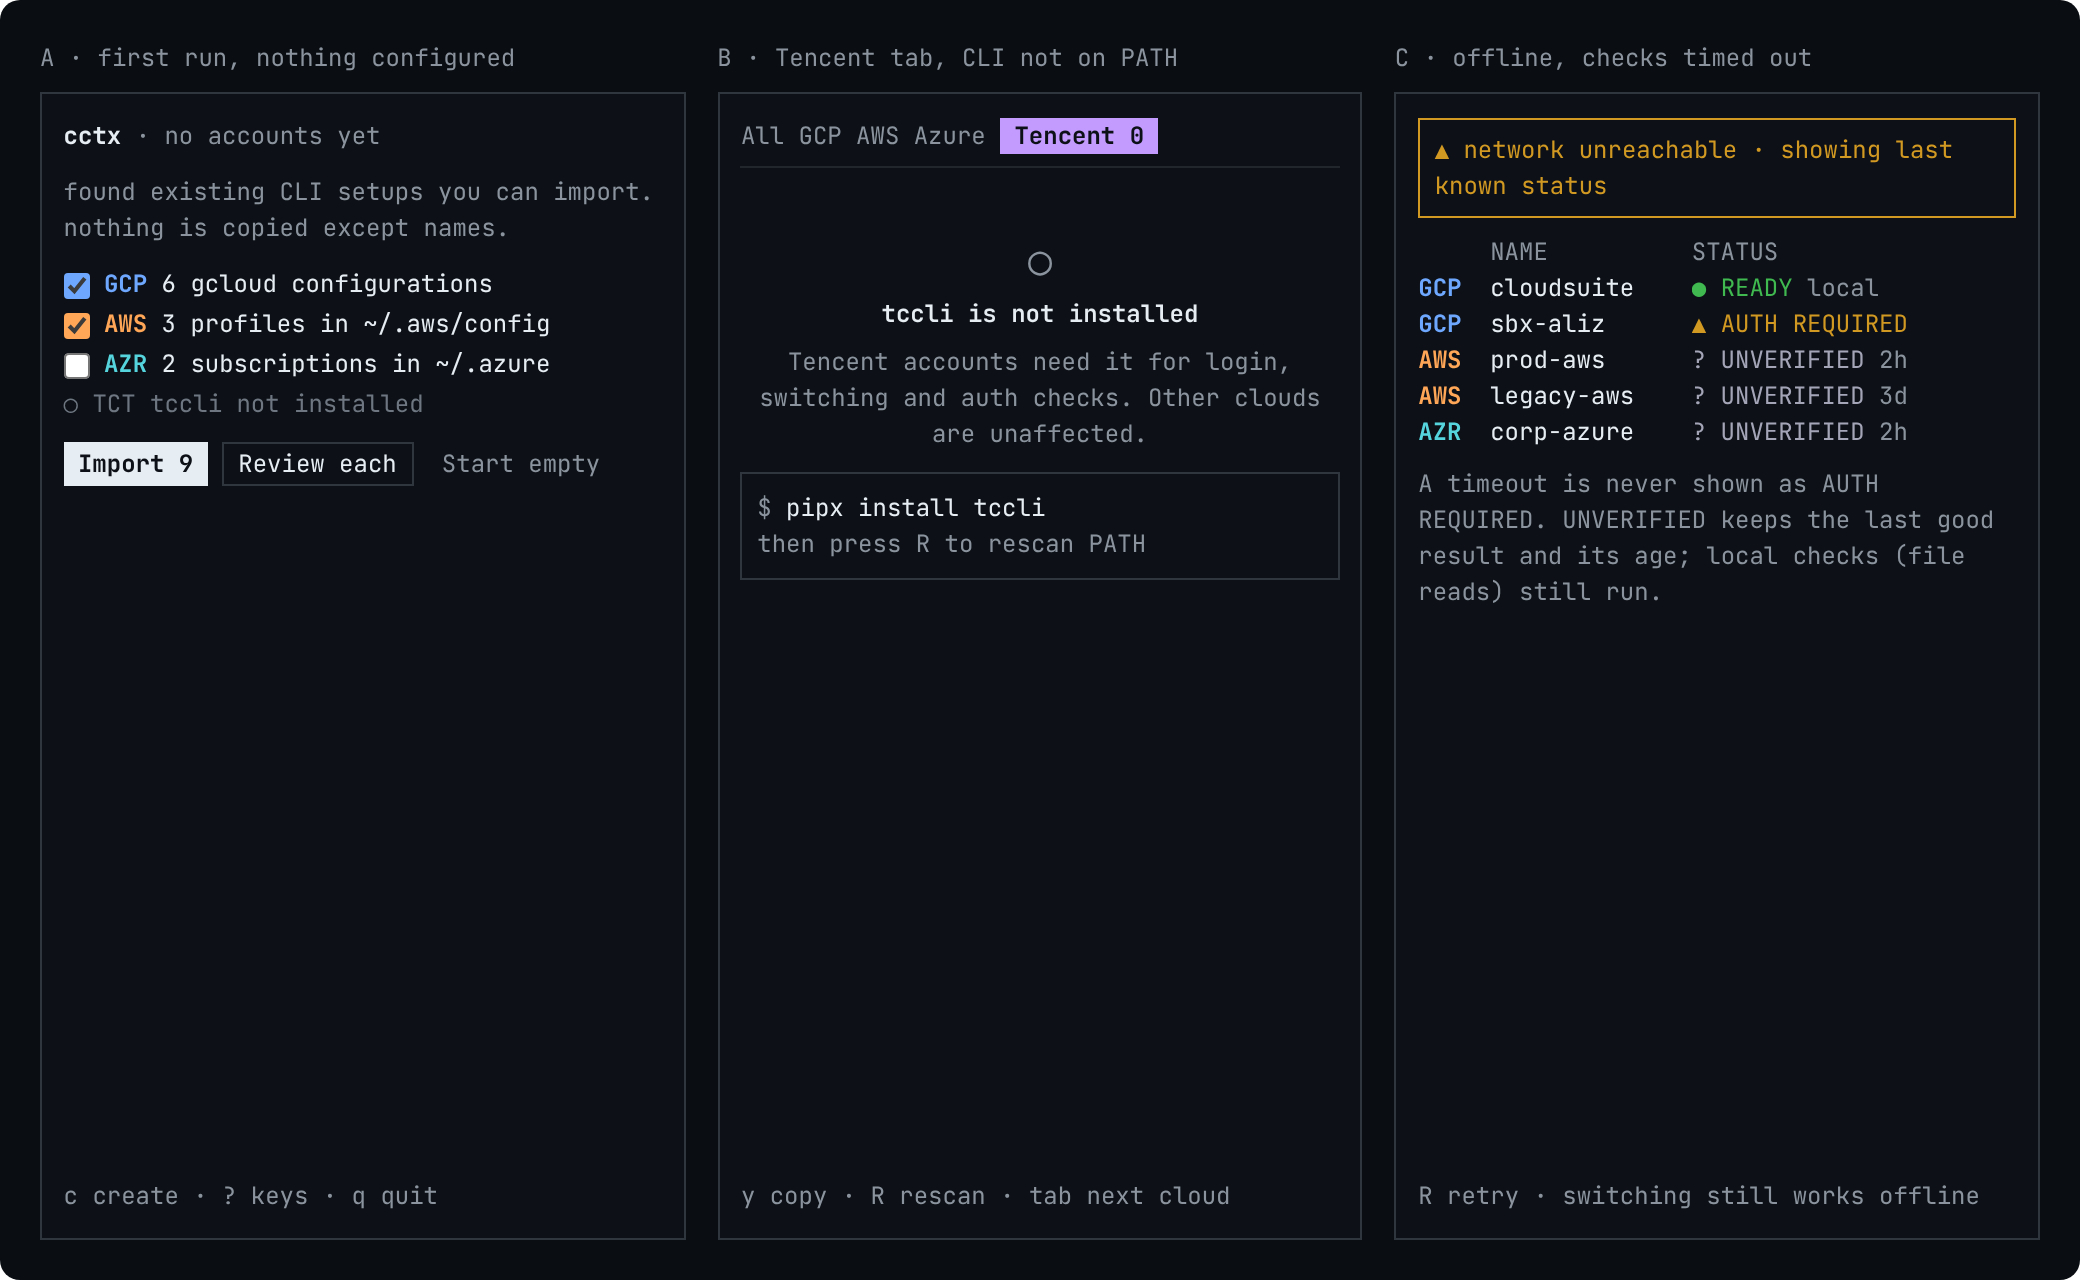 A · first run, nothing configured
cctx · no accounts yet
found existing CLI setups you can import.
nothing is copied except names.
GCP 6 gcloud configurations
AWS 3 profiles in ~/.aws/config
AZR 2 subscriptions in ~/.azure
○ TCT tccli not installed
Import 9 Review each Start empty
c create · ? keys · q quit
B · Tencent tab, CLI not on PATH
All GCP AWS Azure Tencent 0
○
tccli is not installed
Tencent accounts need it for login,
switching and auth checks. Other clouds
are unaffected.
$ pipx install tccli
then press R to rescan PATH
y copy · R rescan · tab next cloud
C · offline, checks timed out
▲ network unreachable · showing last
known status
NAME STATUS
GCP cloudsuite ● READY local
GCP sbx-aliz ▲ AUTH REQUIRED
AWS prod-aws ? UNVERIFIED 2h
AWS legacy-aws ? UNVERIFIED 3d
AZR corp-azure ? UNVERIFIED 2h
A timeout is never shown as AUTH
REQUIRED. UNVERIFIED keeps the last good
result and its age; local checks (file
reads) still run.
R retry · switching still works offline